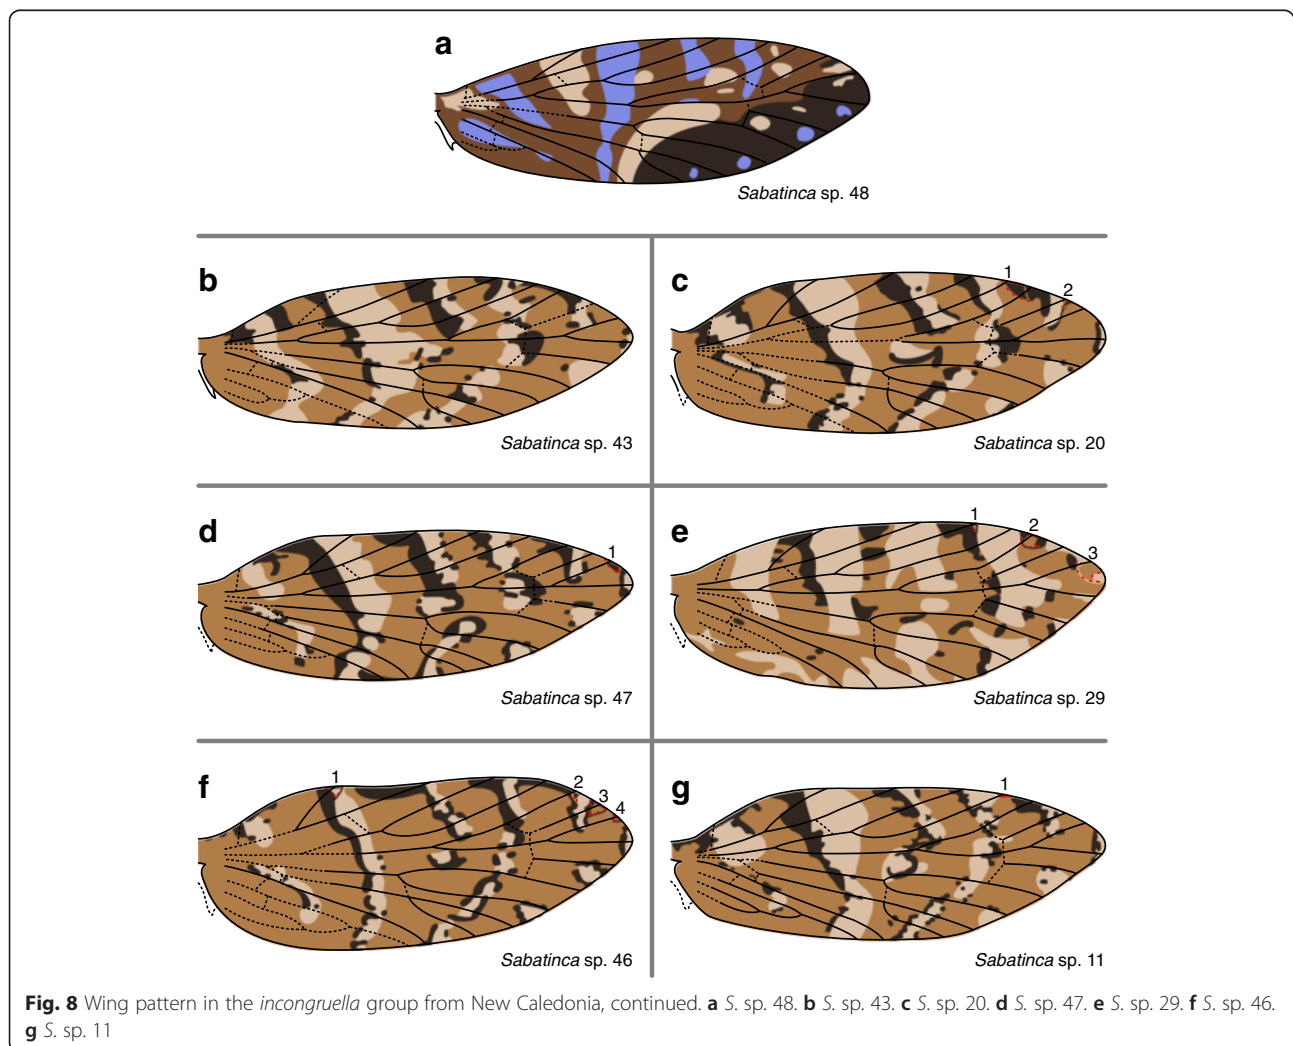 a
Sabatinca sp. 48
b
Sabatinca sp. 43
c
1
2
Sabatinca sp. 20
d
1
Sabatinca sp. 47
e
1
2
3
Sabatinca sp. 29
f
1
2
3
4
Sabatinca sp. 46
g
1
Sabatinca sp. 11
Fig. 8 Wing pattern in the incongruella group from New Caledonia, continued. a S. sp. 48. b S. sp. 43. c S. sp. 20. d S. sp. 47. e S. sp. 29. f S. sp. 46.
g S. sp. 11